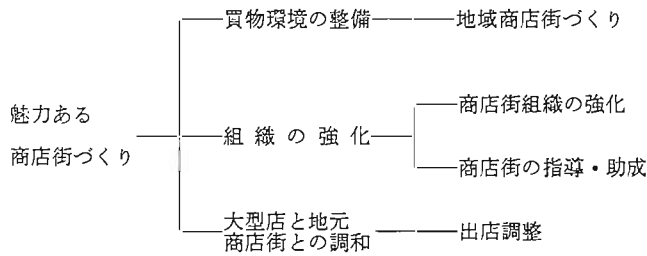 魅力ある
商店街づくり
買物環境の整備
地域商店街づくり
組織の強化
商店街組織の強化
商店街の指導・助成
大型店と地元
商店街との調和
出店調整